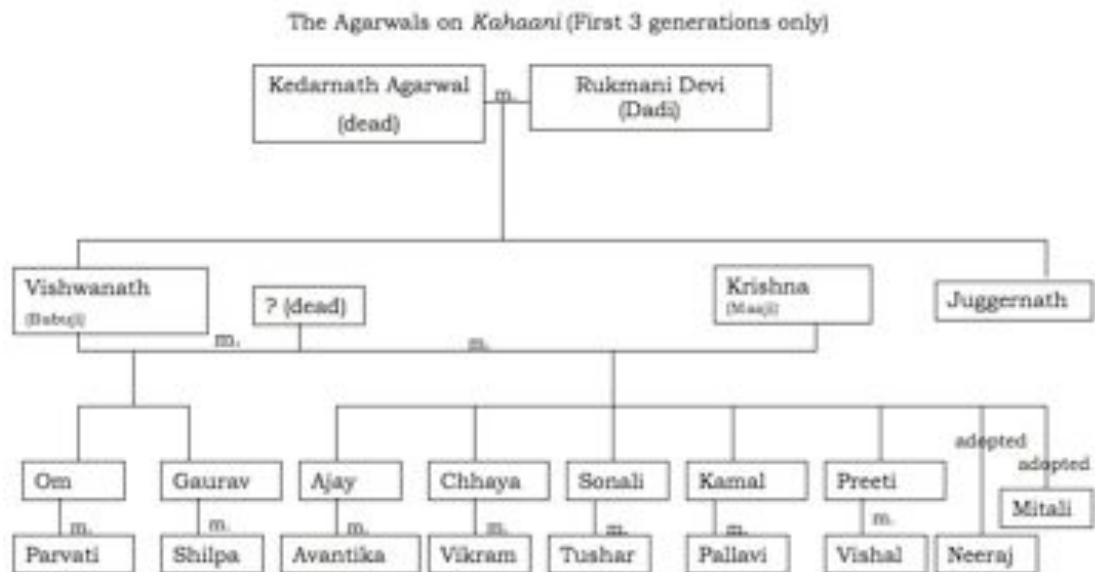 The Agarwals on Kahaani (First 3 generations only)
Kedarnath Agarwal
(dead)
m.
Rukmani Devi
(Dadi)
Vishwanath
(Babuji)
? (dead)
Krishna
(Maaji)
Juggernath
m.
m.
adopted
adopted
Om
Gaurav
Ajay
Chhaya
Sonali
Kamal
Preeti
Mitali
m.
m.
m.
m.
m.
m.
m.
Parvati
Shilpa
Avantika
Vikram
Tushar
Pallavi
Vishal
Neeraj